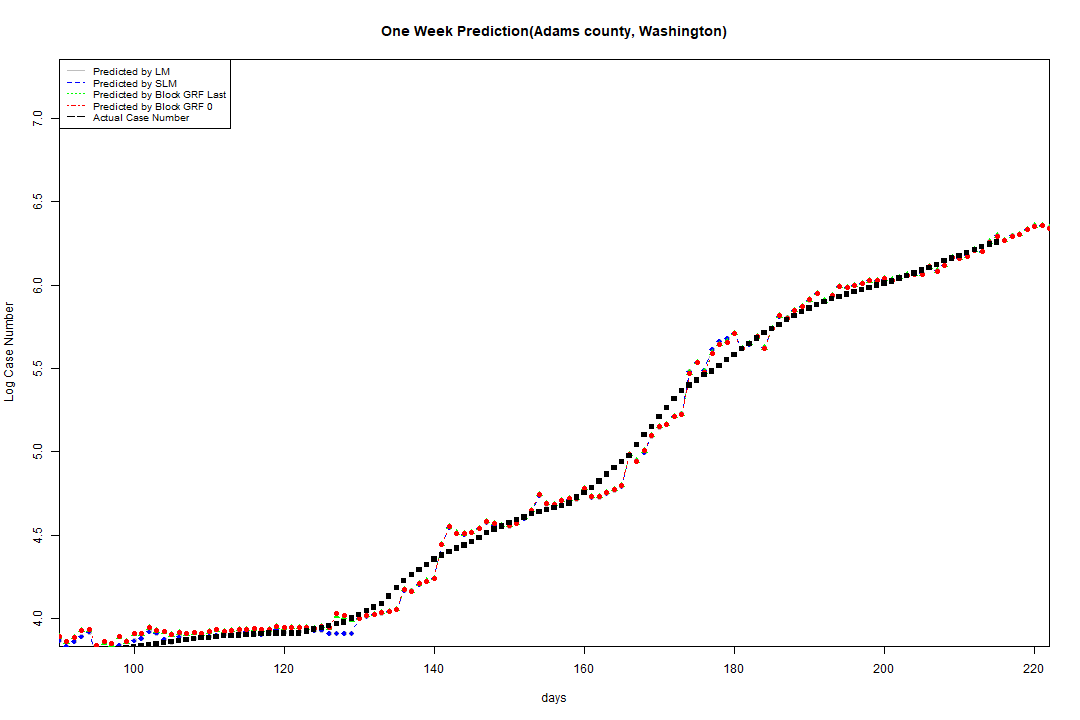 One Week Prediction(Adams county, Washington)
Predicted by LM
Predicted by SLM
Predicted by Block GRF Last
Predicted by Block GRF 0
Actual Case Number
7.0
6.5
6.0
5.5
5.0
4.5
4.0
Log Case Number
100 120 140 160 180 200 220
days